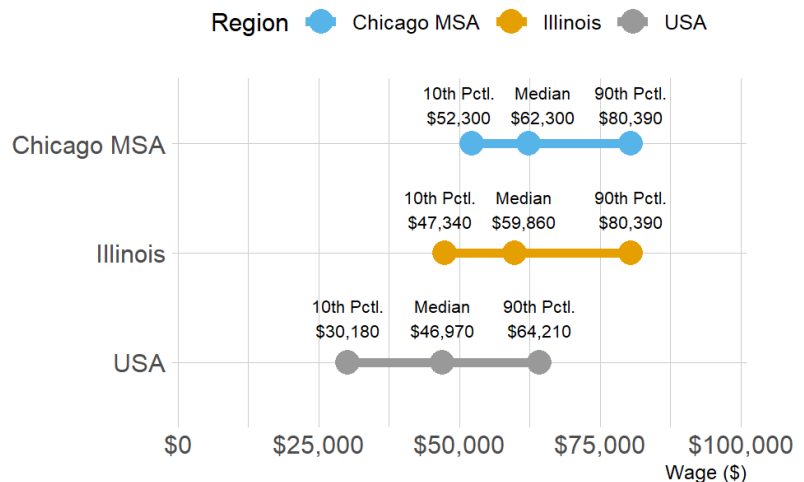 Region Chicago MSA Illinois USA
10th Pctl. Median 90th Pctl.
$52,300 $62,300 $80,390
Chicago MSA
10th Pctl. Median 90th Pctl.
$47,340 $59,860 $80,390
Illinois
10th Pctl. Median 90th Pctl.
$30,180 $46,970 $64,210
USA
$0 $25,000 $50,000 $75,000 $100,000
Wage ($)